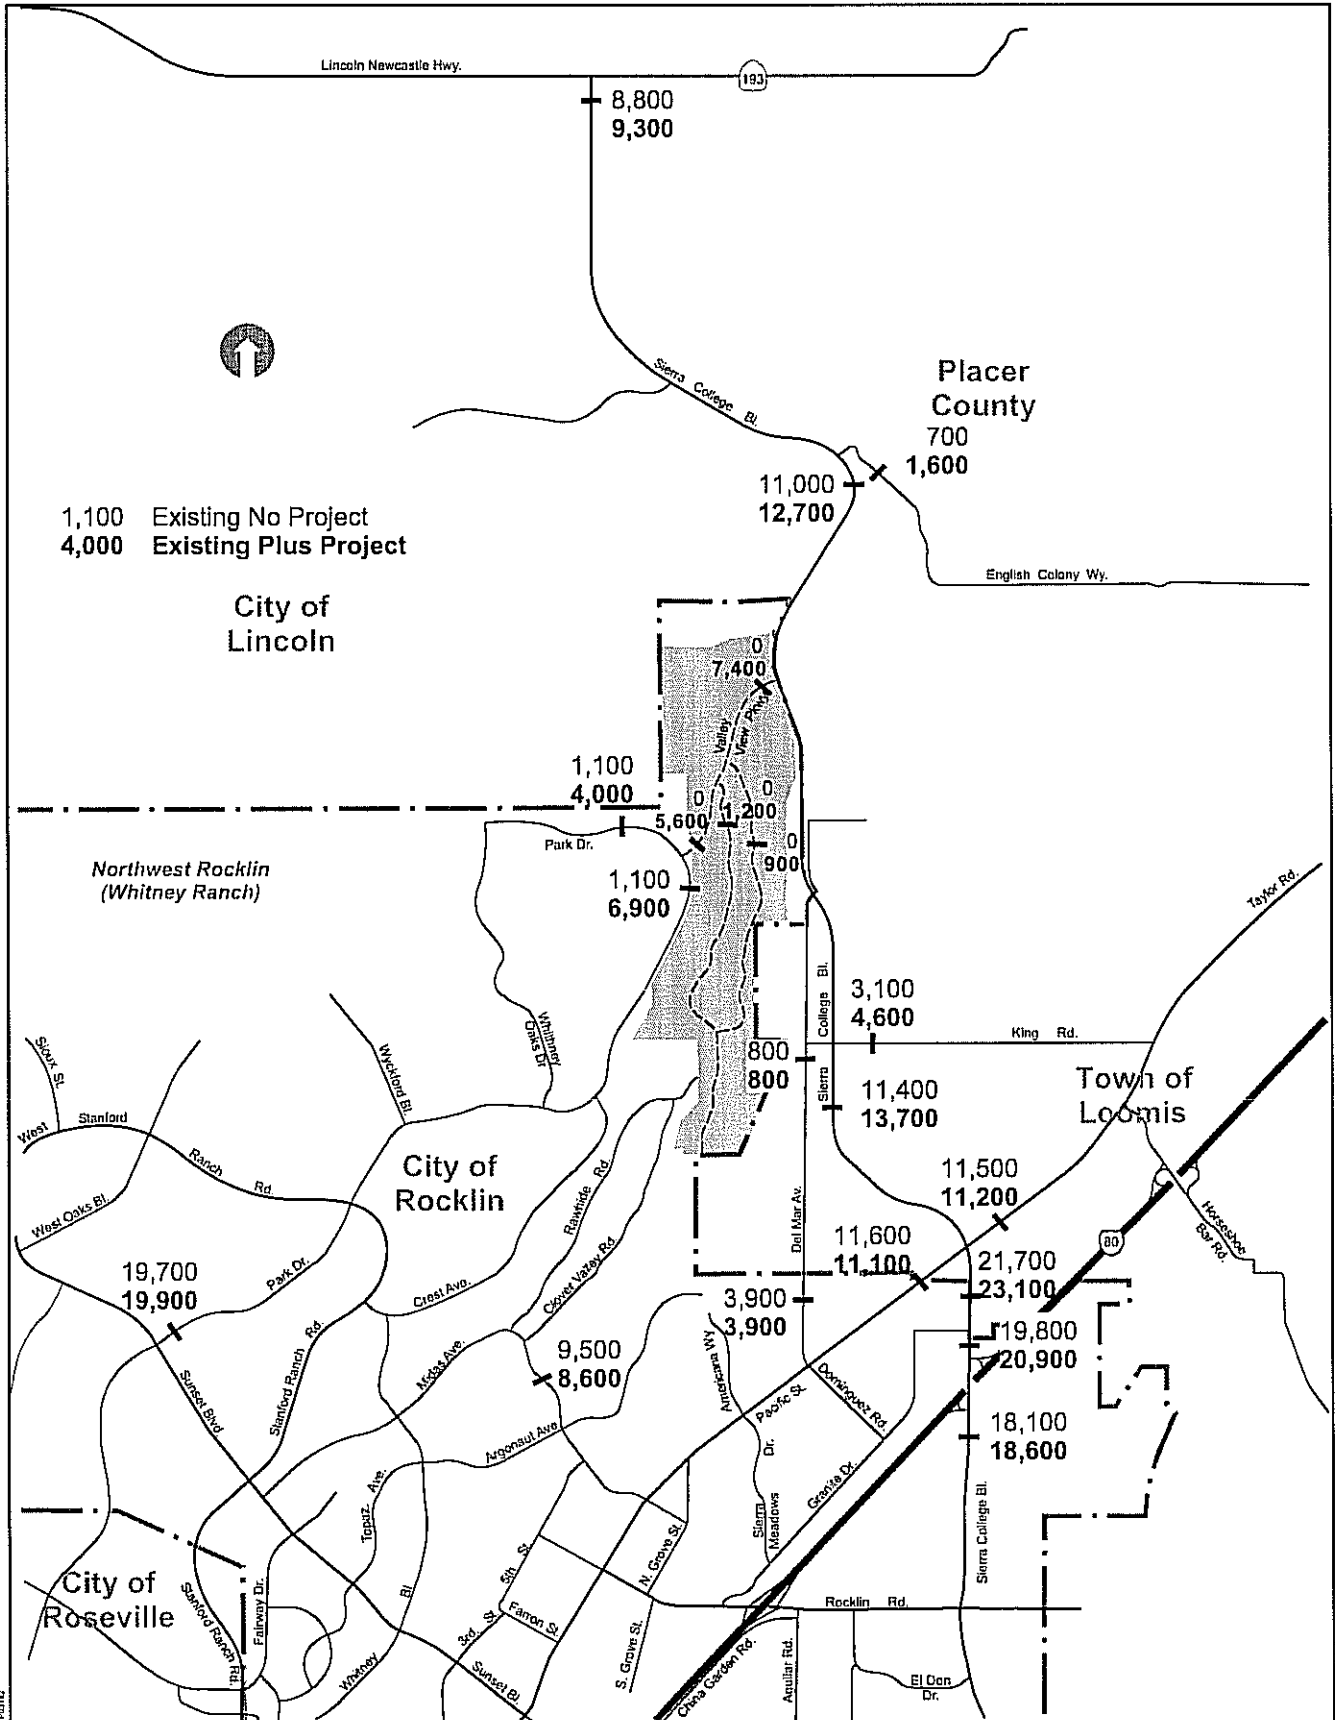 Lincoln Newcastle Hwy.
193
8,800
9,300
Sierra College Bl.
Placer
County
700
1,600
11,000
12,700
1,100 Existing No Project
4,000 Existing Plus Project
English Colony Wy.
City of
Lincoln
0
7,400
Valley
View Pkwy
1,100
4,000
0
5,600
0
1,200
0
900
Park Dr.
Northwest Rocklin
(Whitney Ranch)
1,100
6,900
Taylor Rd.
Sierra College Bl.
3,100
4,600
King Rd.
Whithney
Oaks Dr
Wyckford Bl.
Sioux St.
800
800
Town of
Loomis
11,400
13,700
West Stanford Ranch Rd.
City of
Rocklin
11,500
11,200
West Oaks Bl.
Rawhide Rd.
Del Mar Av.
Horseshoe
Bar Rd.
80
11,600
11,100
21,700
23,100
19,700
19,900
Park Dr.
Crest Ave.
Clover Vazey Rd.
3,900
3,900
19,800
20,900
9,500
8,600
Midas Ave.
Americana Wy
Dominguez Rd.
Pacific St.
Sunset Blvd
Stanford Ranch Rd.
Argonaut Ave
18,100
18,600
Granite Dr.
Topaz Ave.
Sierra
Meadows
Dr.
Sierra College Bl.
City of
Roseville
Stanford Ranch Rd.
Fairway Dr.
5th St.
N. Grove St.
Farron St.
3rd. St.
S. Grove St.
Rocklin Rd.
Whitney Bl
Sunset Bl.
China Garden Rd.
Aquilar Rd.
El Don
Dr.